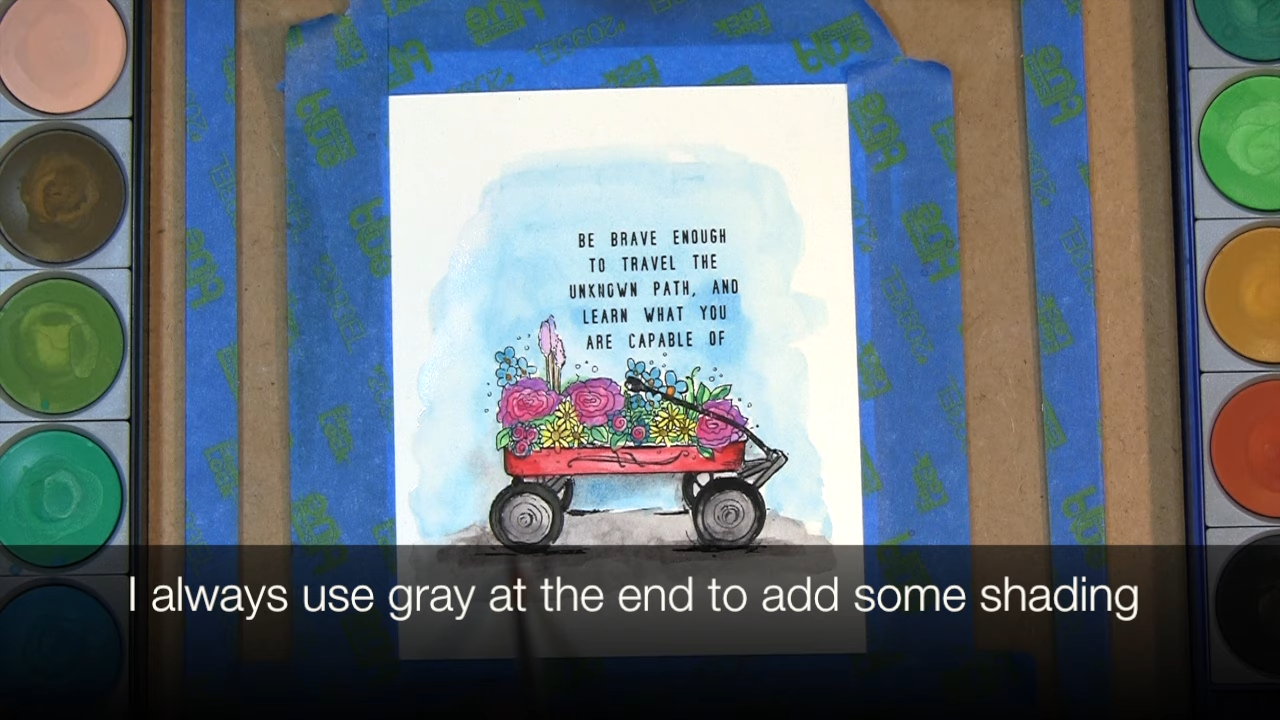 BE BRAVE ENOUGH
TO TRAVEL THE
UNKNOWN PATH, AND
LEARN WHAT YOU
ARE CAPABLE OF
I always use gray at the end to add some shading